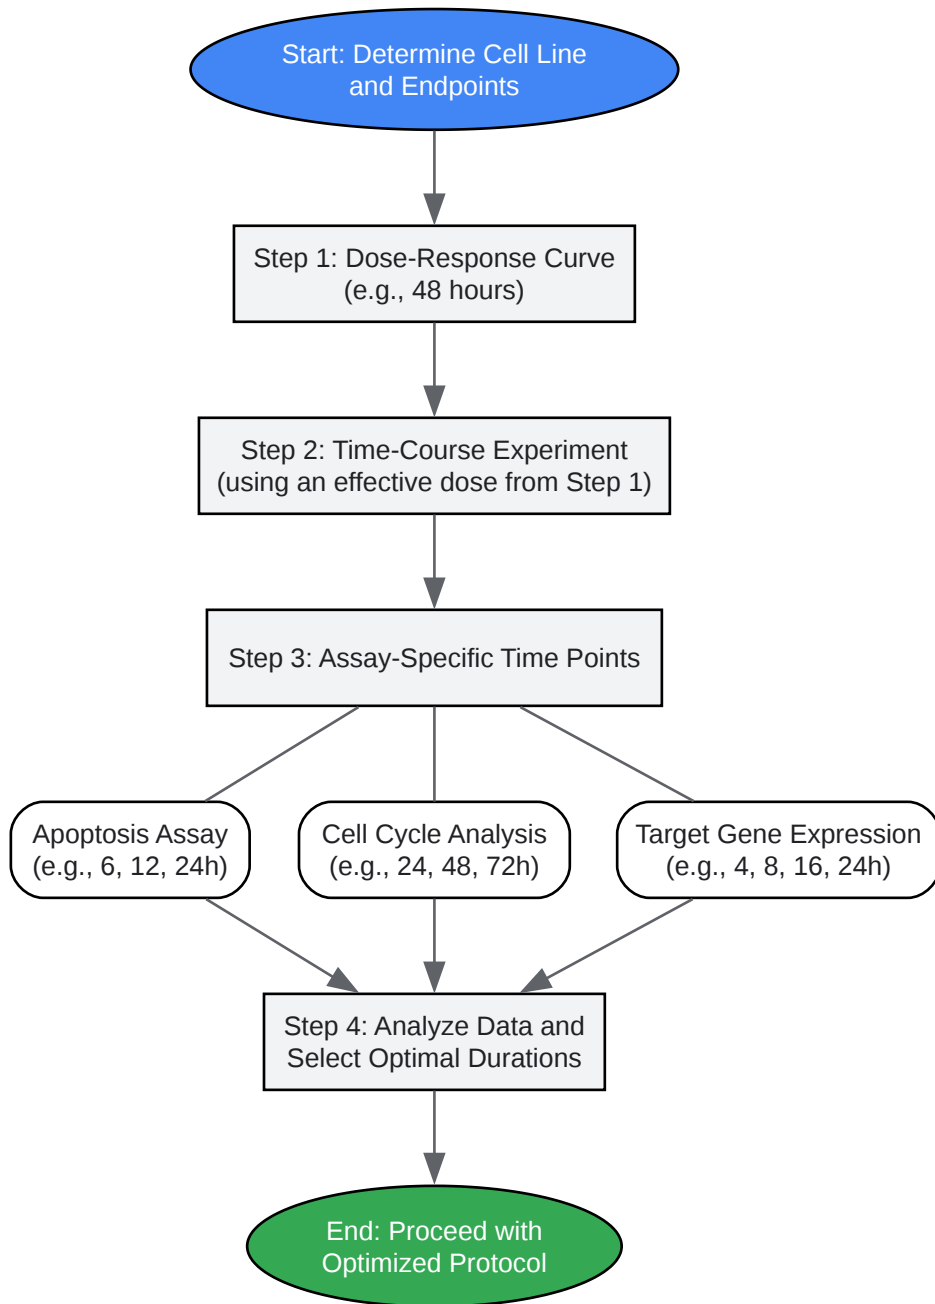 Start: Determine Cell Line
and Endpoints
Step 1: Dose-Response Curve
(e.g., 48 hours)
Step 2: Time-Course Experiment
(using an effective dose from Step 1)
Step 3: Assay-Specific Time Points
Apoptosis Assay
(e.g., 6, 12, 24h)
Cell Cycle Analysis
(e.g., 24, 48, 72h)
Target Gene Expression
(e.g., 4, 8, 16, 24h)
Step 4: Analyze Data and
Select Optimal Durations
End: Proceed with
Optimized Protocol